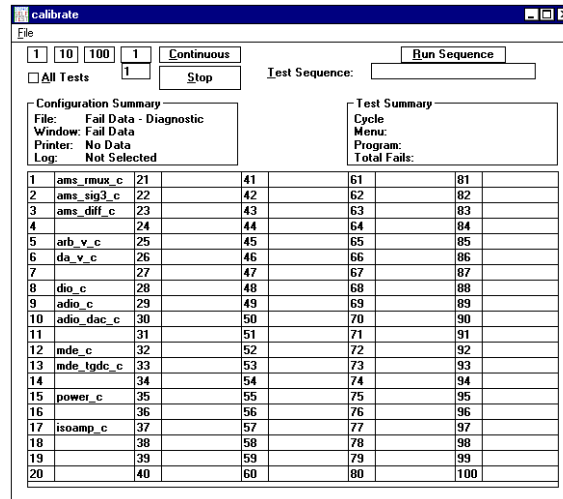 calibrate
File
1 10 100 1 Continuous Run Sequence
All Tests 1 Stop Test Sequence:
Configuration Summary
File: Fail Data - Diagnostic
Window: Fail Data
Printer: No Data
Log: Not Selected
Test Summary
Cycle
Menu:
Program:
Total Fails:
1 ams_rmux_c 21 41 61 81
2 ams_sig3_c 22 42 62 82
3 ams_diff_c 23 43 63 83
4 24 44 64 84
5 arb_v_c 25 45 65 85
6 da_v_c 26 46 66 86
7 27 47 67 87
8 dio_c 28 48 68 88
9 adio_c 29 49 69 89
10 adio_dac_c 30 50 70 90
11 31 51 71 91
12 mde_c 32 52 72 92
13 mde_tgdc_c 33 53 73 93
14 34 54 74 94
15 power_c 35 55 75 95
16 36 56 76 96
17 isoamp_c 37 57 77 97
18 38 58 78 98
19 39 59 79 99
20 40 60 80 100